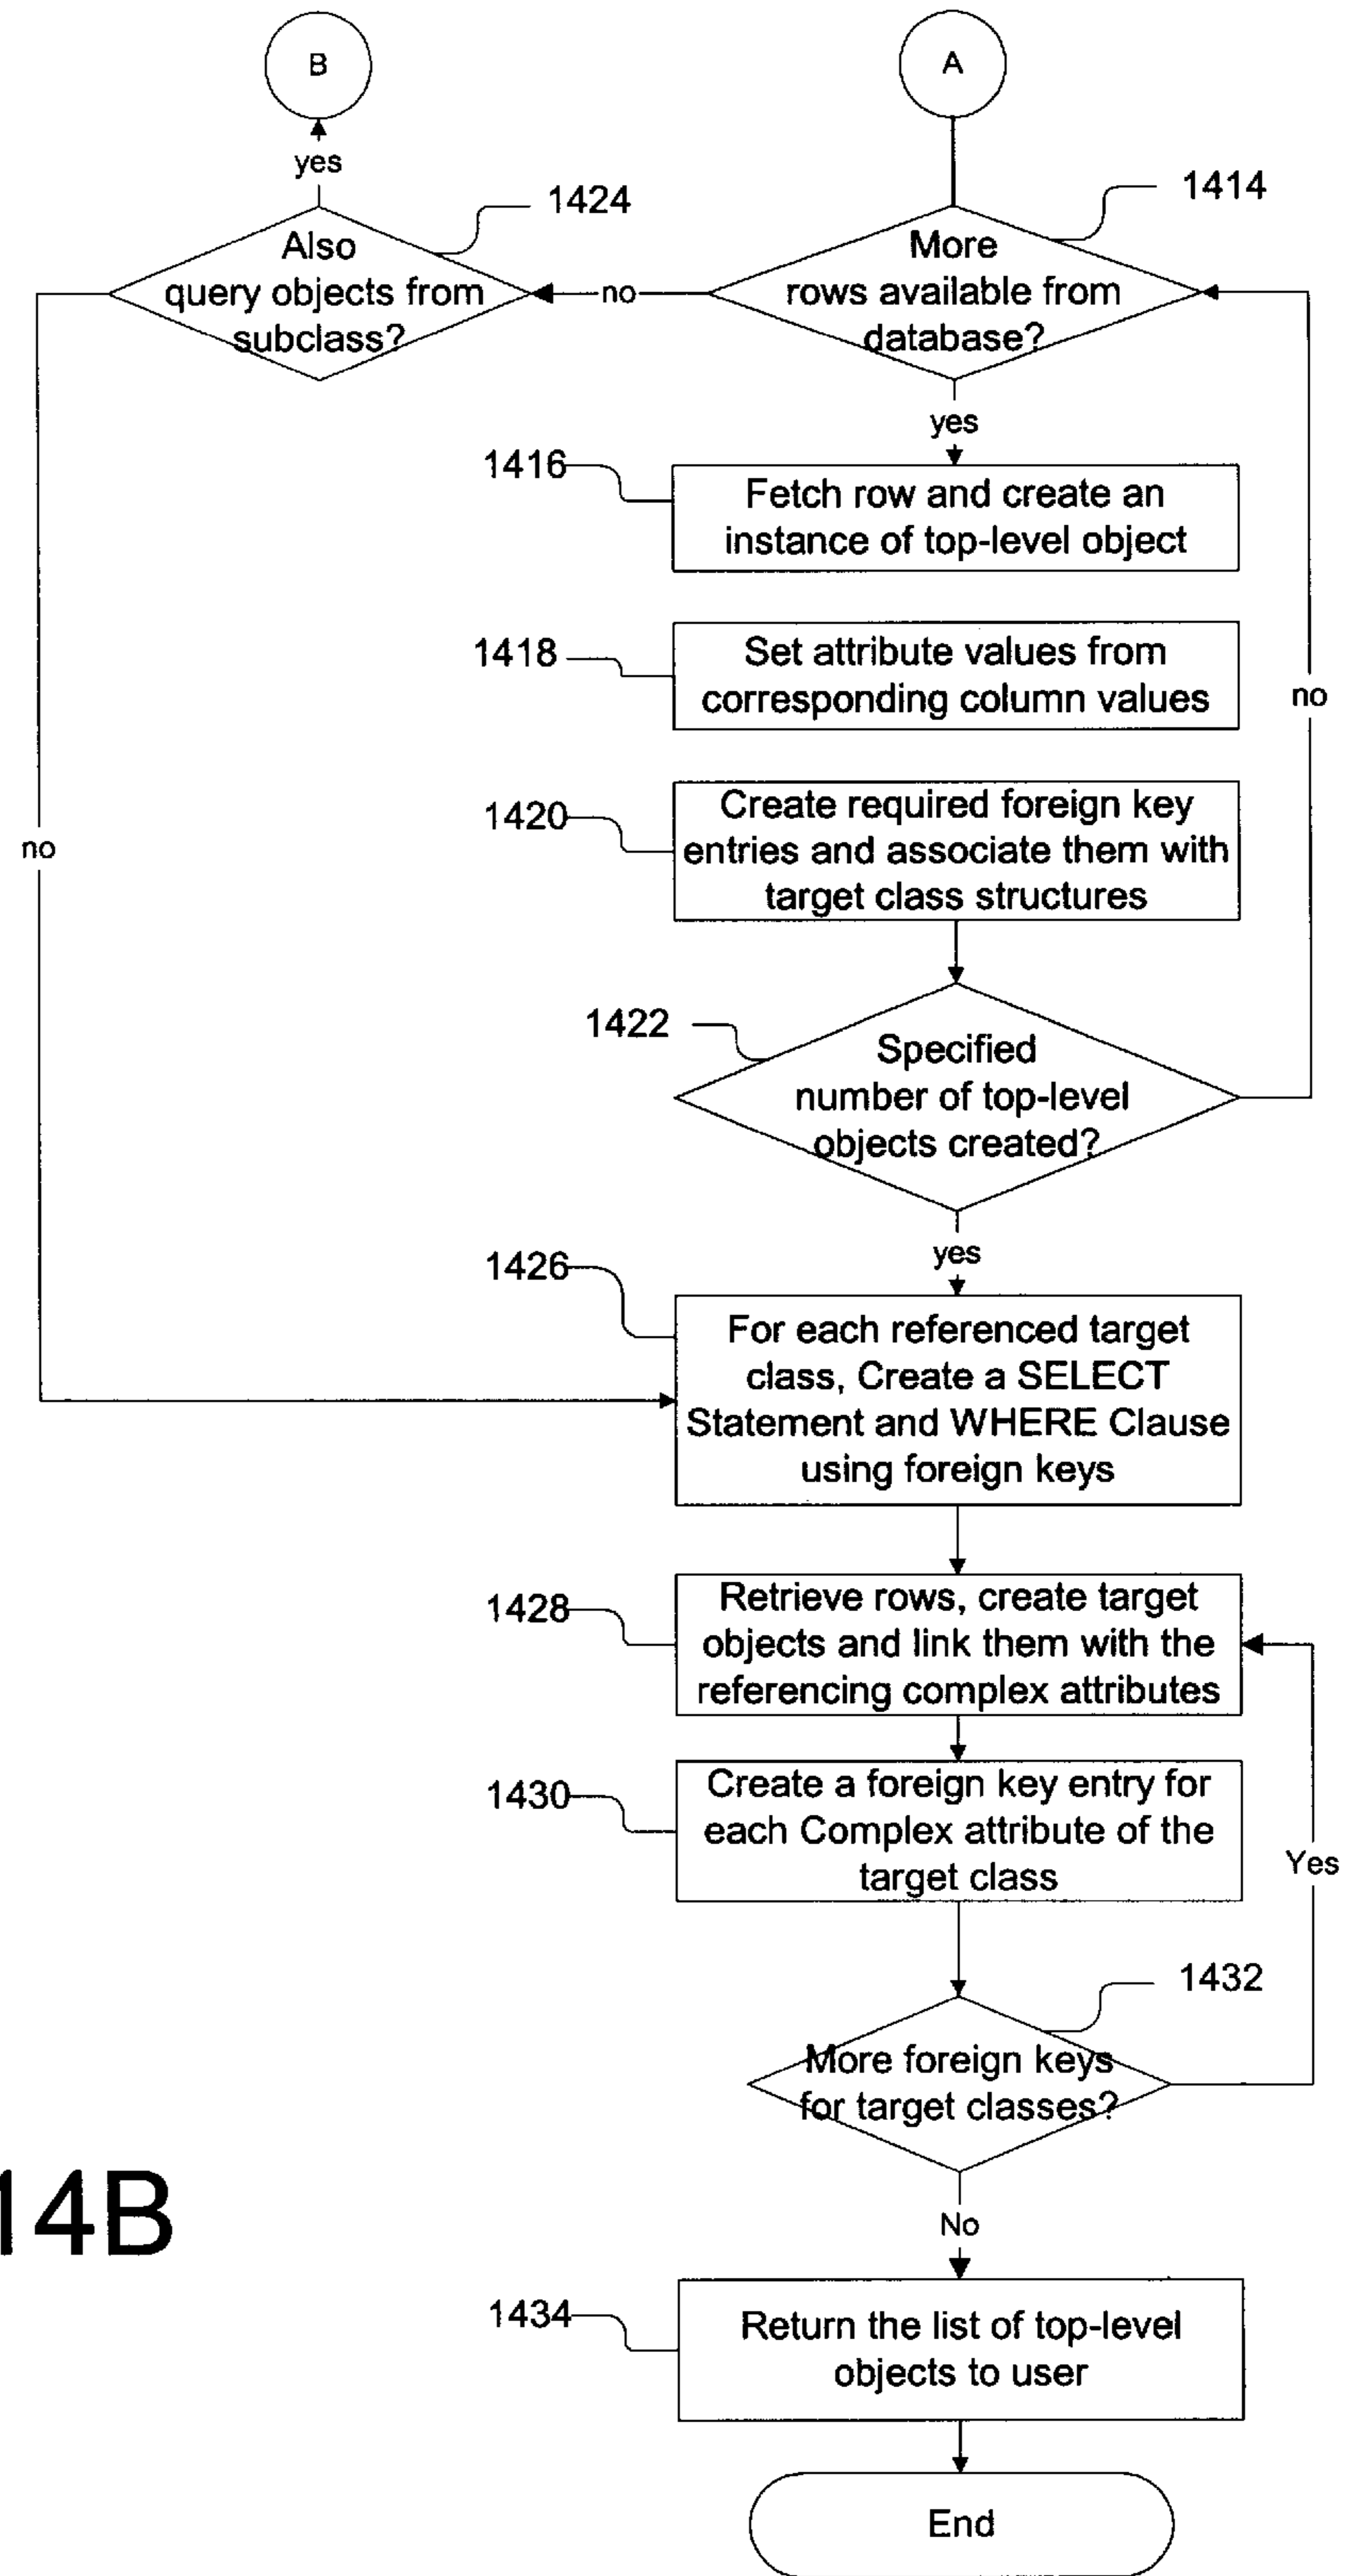 B
A
yes
1424
1414
Also
query objects from
subclass?
no
More
rows available from
database?
yes
1416
Fetch row and create an
instance of top-level object
1418
Set attribute values from
corresponding column values
no
1420
Create required foreign key
entries and associate them with
target class structures
no
1422
Specified
number of top-level
objects created?
yes
1426
For each referenced target
class, Create a SELECT
Statement and WHERE Clause
using foreign keys
1428
Retrieve rows, create target
objects and link them with the
referencing complex attributes
1430
Create a foreign key entry for
each Complex attribute of the
target class
Yes
1432
More foreign keys
for target classes?
14B
No
1434
Return the list of top-level
objects to user
End